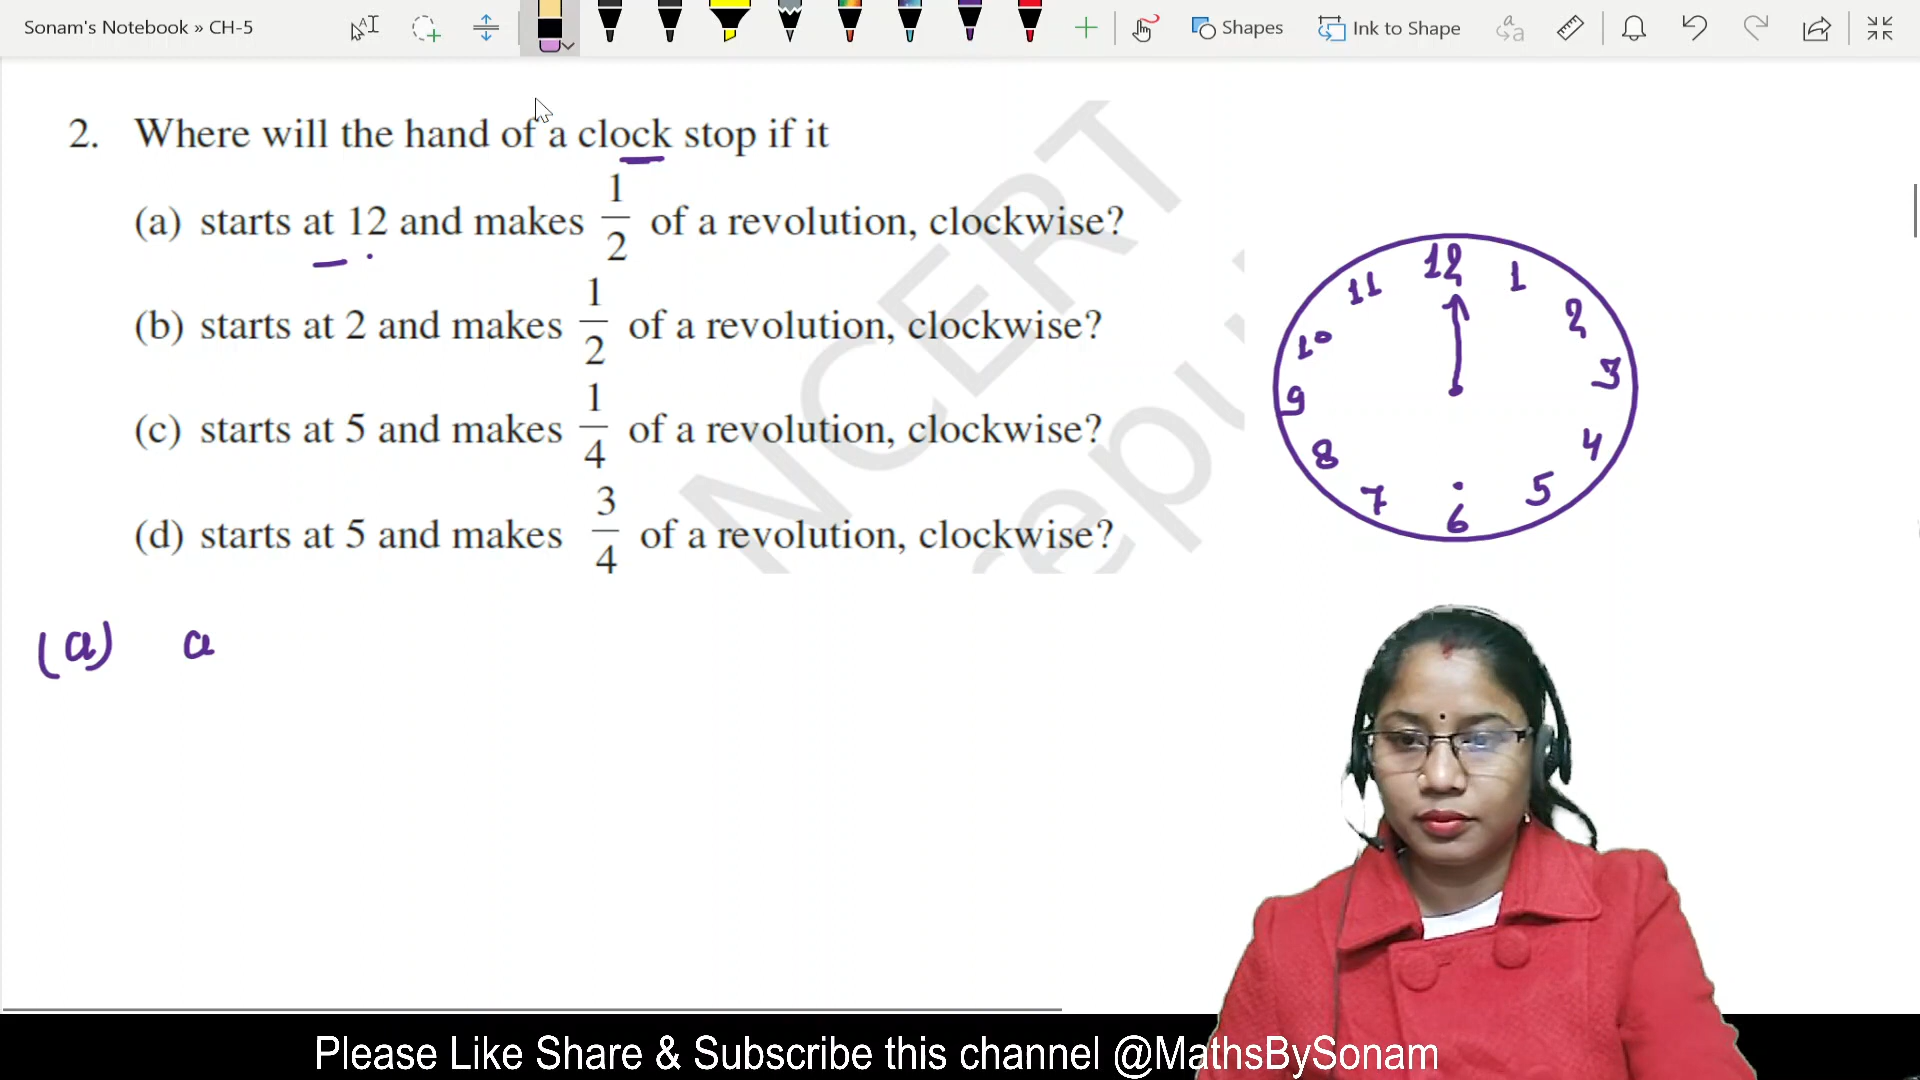 Sonam's Notebook » CH-5
Shapes
Ink to Shape
2. Where will the hand of a clock stop if it
(a) starts at 12 and makes 1/2 of a revolution, clockwise?
(b) starts at 2 and makes 1/2 of a revolution, clockwise?
(c) starts at 5 and makes 1/4 of a revolution, clockwise?
(d) starts at 5 and makes 3/4 of a revolution, clockwise?
12
1
2
3
4
5
6
7
8
9
10
11
(a) a
NCERT
Please Like Share & Subscribe this channel @MathsBySonam